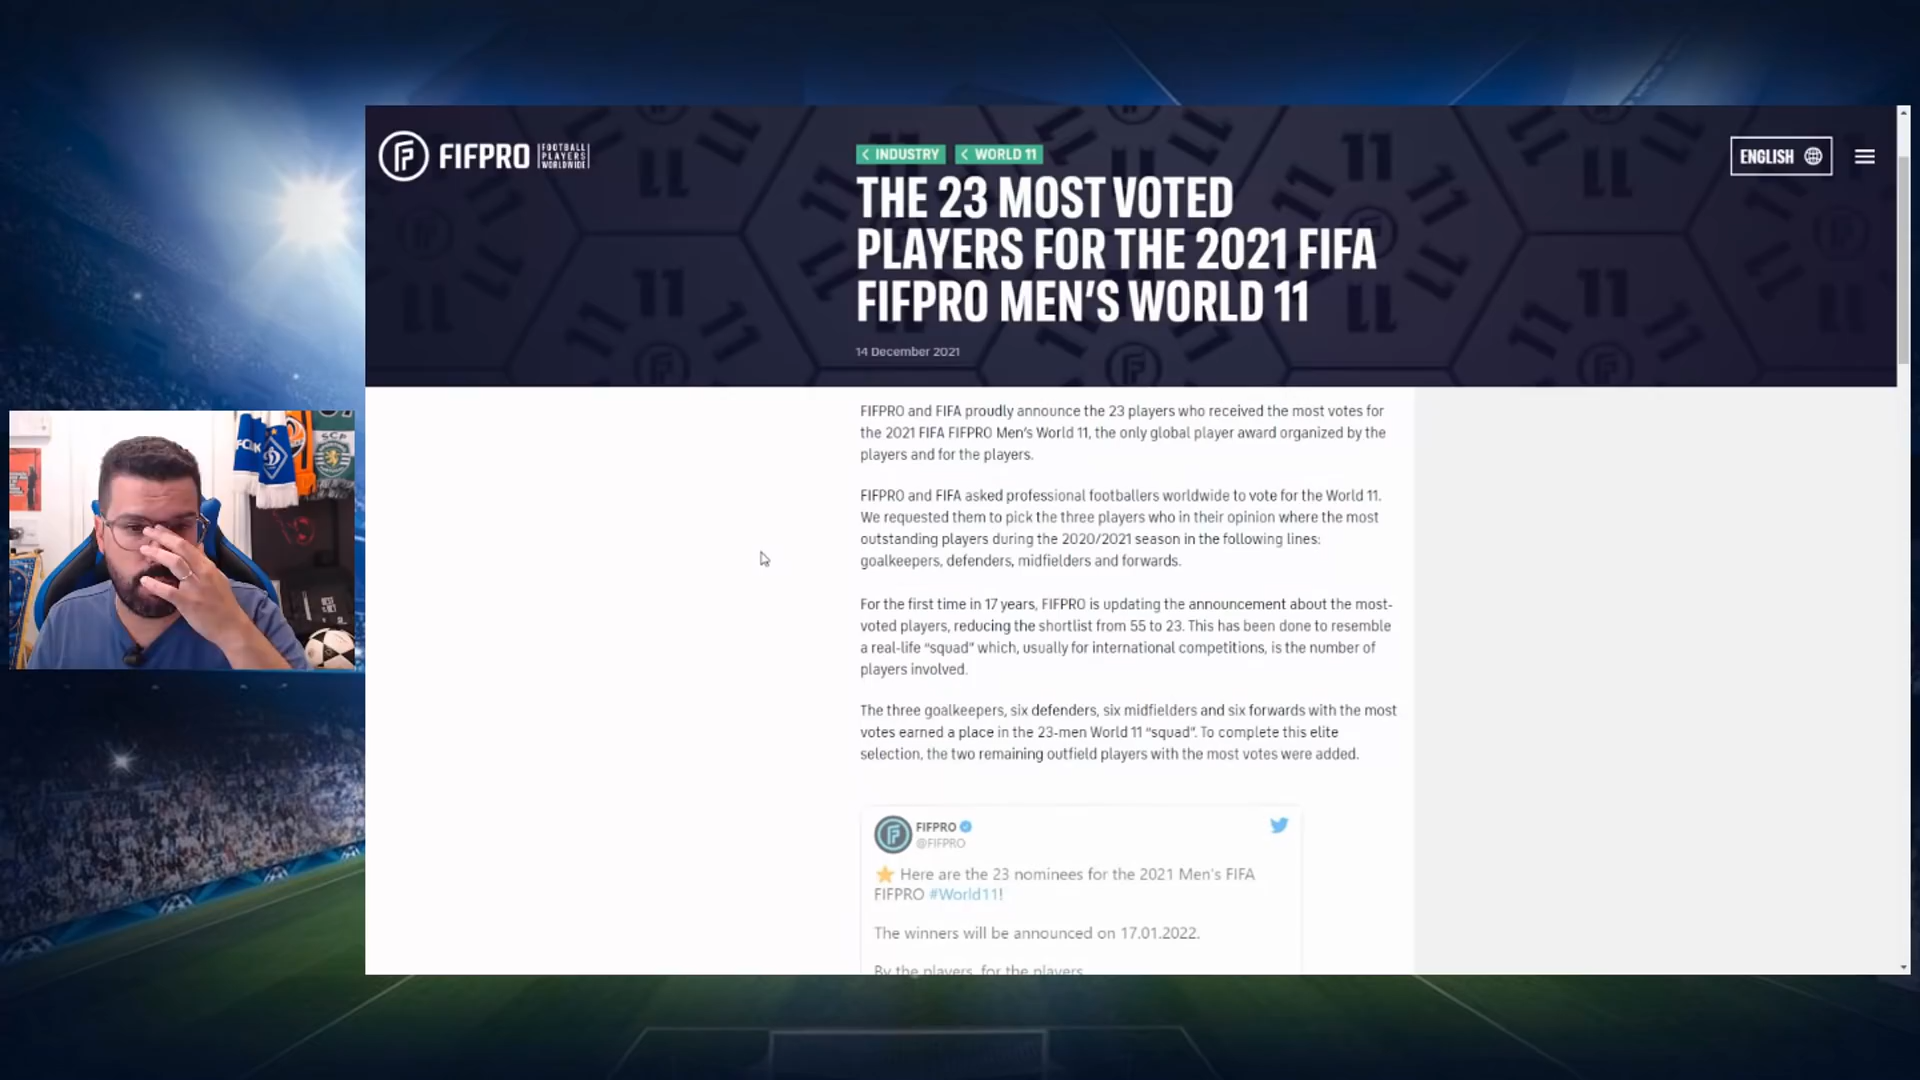 FIFPRO
FOOTBALL
PLAYERS
WORLDWIDE
INDUSTRY
WORLD 11
ENGLISH
THE 23 MOST VOTED
PLAYERS FOR THE 2021 FIFA
FIFPRO MEN'S WORLD 11
14 December 2021
FIFPRO and FIFA proudly announce the 23 players who received the most votes for
the 2021 FIFA FIFPRO Men's World 11, the only global player award organized by the
players and for the players.
FIFPRO and FIFA asked professional footballers worldwide to vote for the World 11.
We requested them to pick the three players who in their opinion where the most
outstanding players during the 2020/2021 season in the following lines:
goalkeepers, defenders, midfielders and forwards.
For the first time in 17 years, FIFPRO is updating the announcement about the most-
voted players, reducing the shortlist from 55 to 23. This has been done to resemble
a real-life “squad” which, usually for international competitions, is the number of
players involved.
The three goalkeepers, six defenders, six midfielders and six forwards with the most
votes earned a place in the 23-men World 11 “squad”. To complete this elite
selection, the two remaining outfield players with the most votes were added.
FIFPRO
@FIFPRO
Here are the 23 nominees for the 2021 Men's FIFA
FIFPRO #World11!
The winners will be announced on 17.01.2022.
By the players, for the players
SCP